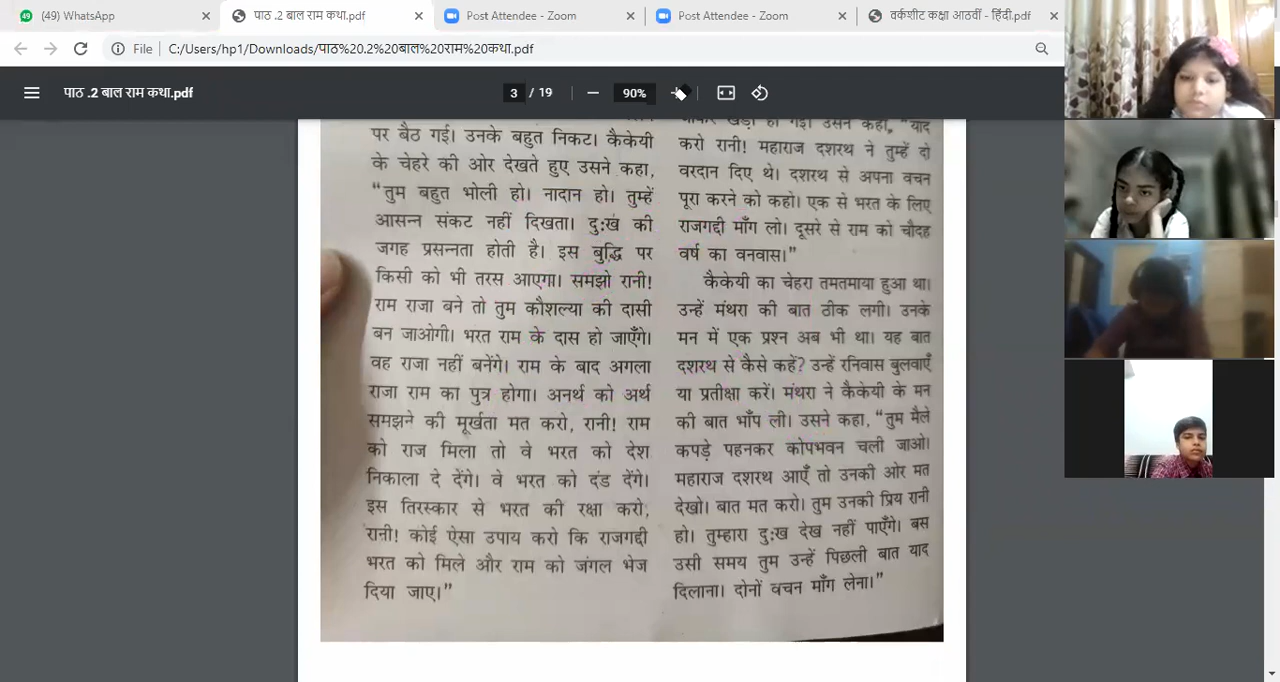 (49) WhatsApp
पाठ .2 बाल राम कथा.pdf
Post Attendee - Zoom
Post Attendee - Zoom
वर्कशीट कक्षा आठवीं - हिंदी.pdf
File
C:/Users/hp1/Downloads/पाठ%20.2%20बाल%20राम%20कथा.pdf
पाठ .2 बाल राम कथा.pdf
3 / 19
90%
पर बैठ गई। उनके बहुत निकट। कैकेयी
के चेहरे की ओर देखते हुए उसने कहा,
“तुम बहुत भोली हो। नादान हो। तुम्हें
आसन्न संकट नहीं दिखता। दुःख की
जगह प्रसन्नता होती है। इस बुद्धि पर
किसी को भी तरस आएगा। समझो रानी!
राम राजा बने तो तुम कौशल्या की दासी
बन जाओगी। भरत राम के दास हो जाएँगे।
वह राजा नहीं बनेंगे। राम के बाद अगला
राजा राम का पुत्र होगा। अनर्थ को अर्थ
समझने की मूर्खता मत करो, रानी! राम
को राज मिला तो वे भरत को देश
निकाला दे देंगे। वे भरत को दंड देंगे।
इस तिरस्कार से भरत की रक्षा करो,
रानी! कोई ऐसा उपाय करो कि राजगद्दी
भरत को मिले और राम को जंगल भेज
दिया जाए।”
खड़ी हो गई। उसने कहा, “याद
करो रानी! महाराज दशरथ ने तुम्हें दो
वरदान दिए थे। दशरथ से अपना वचन
पूरा करने को कहो। एक से भरत के लिए
राजगद्दी माँग लो। दूसरे से राम को चौदह
वर्ष का वनवास।”
कैकेयी का चेहरा तमतमाया हुआ था।
उन्हें मंथरा की बात ठीक लगी। उनके
मन में एक प्रश्न अब भी था। यह बात
दशरथ से कैसे कहें? उन्हें रनिवास बुलवाएँ
या प्रतीक्षा करें। मंथरा ने कैकेयी के मन
की बात भाँप ली। उसने कहा, “तुम मैले
कपड़े पहनकर कोपभवन चली जाओ।
महाराज दशरथ आएँ तो उनकी ओर मत
देखो। बात मत करो। तुम उनकी प्रिय रानी
हो। तुम्हारा दुःख देख नहीं पाएँगे। बस
उसी समय तुम उन्हें पिछली बात याद
दिलाना। दोनों वचन माँग लेना।”